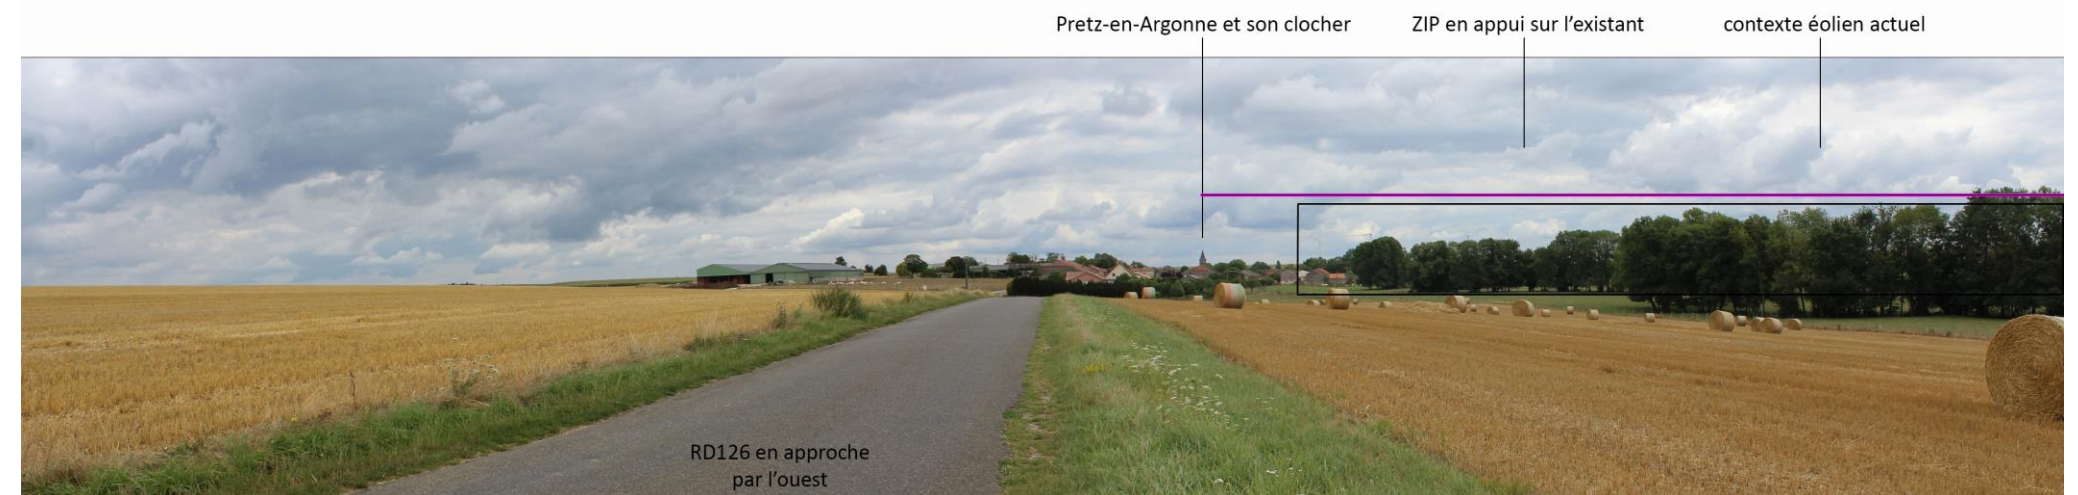 Pretz-en-Argonne et son clocher
ZIP en appui sur l’existant
contexte éolien actuel
RD126 en approche
par l’ouest